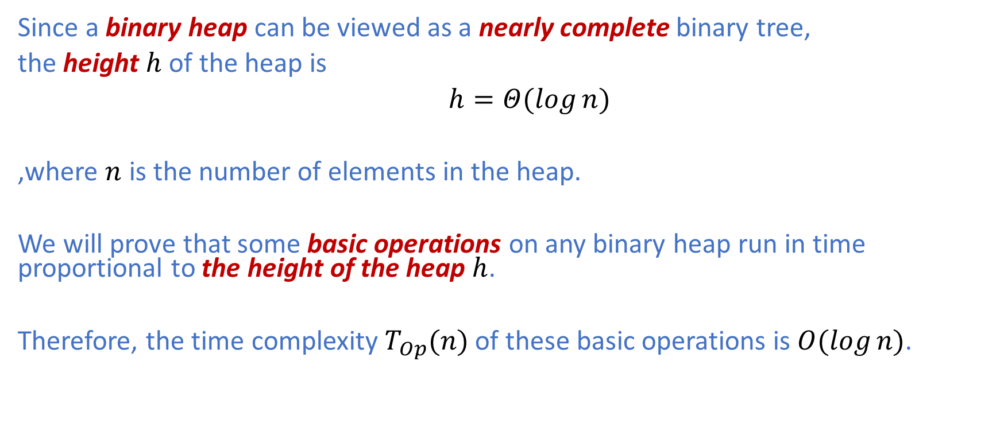 Since a binary heap can be viewed as a nearly complete binary tree,
the height ℎ of the heap is
ℎ = Θ(log n)
,where n is the number of elements in the heap.
We will prove that some basic operations on any binary heap run in time
proportional to the height of the heap ℎ.
Therefore, the time complexity T_Op(n) of these basic operations is O(log n).